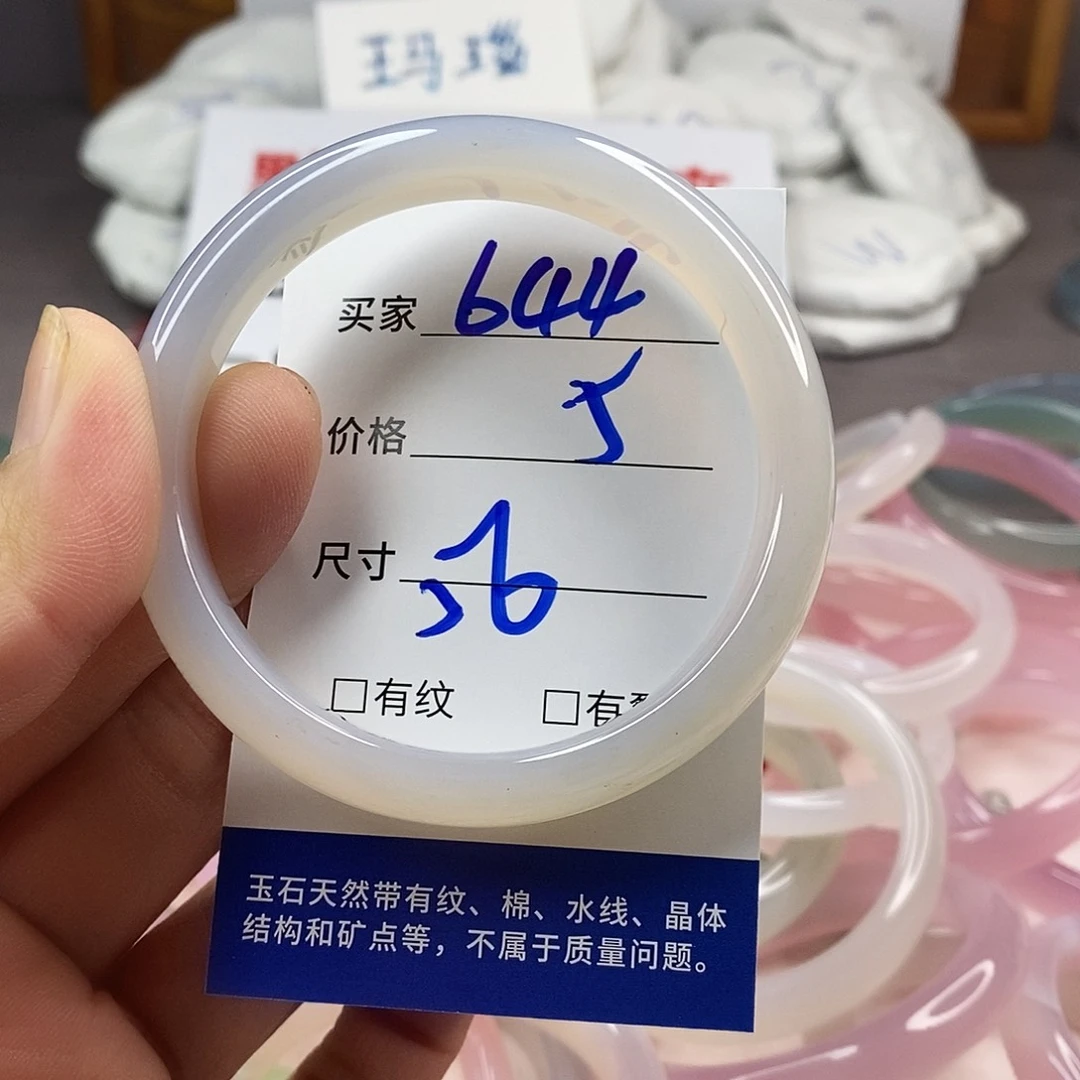 玛瑙
买家 644
价格 5
尺寸 56
□有纹 □有
玉石天然带有纹、棉、水线、晶体
结构和矿点等，不属于质量问题。